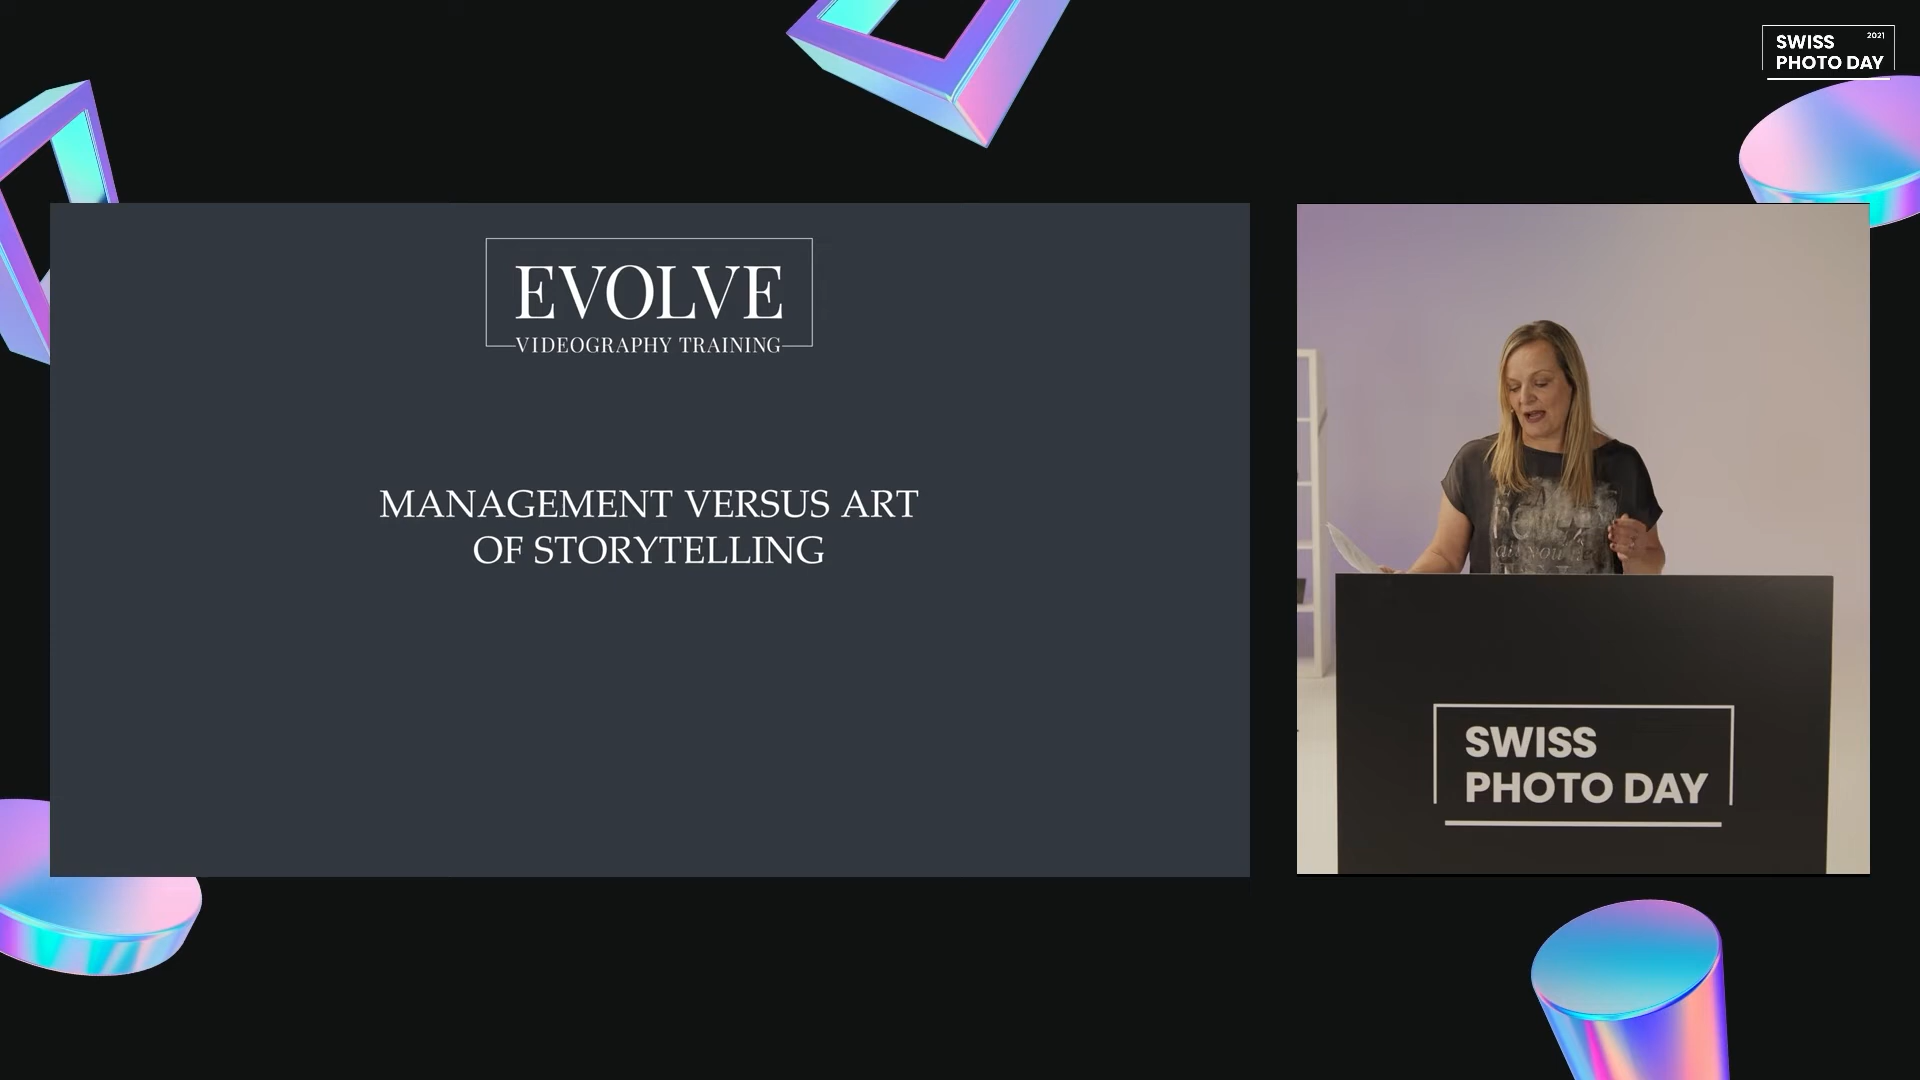 SWISS 2021
PHOTO DAY
EVOLVE
VIDEOGRAPHY TRAINING
MANAGEMENT VERSUS ART
OF STORYTELLING
SWISS
PHOTO DAY